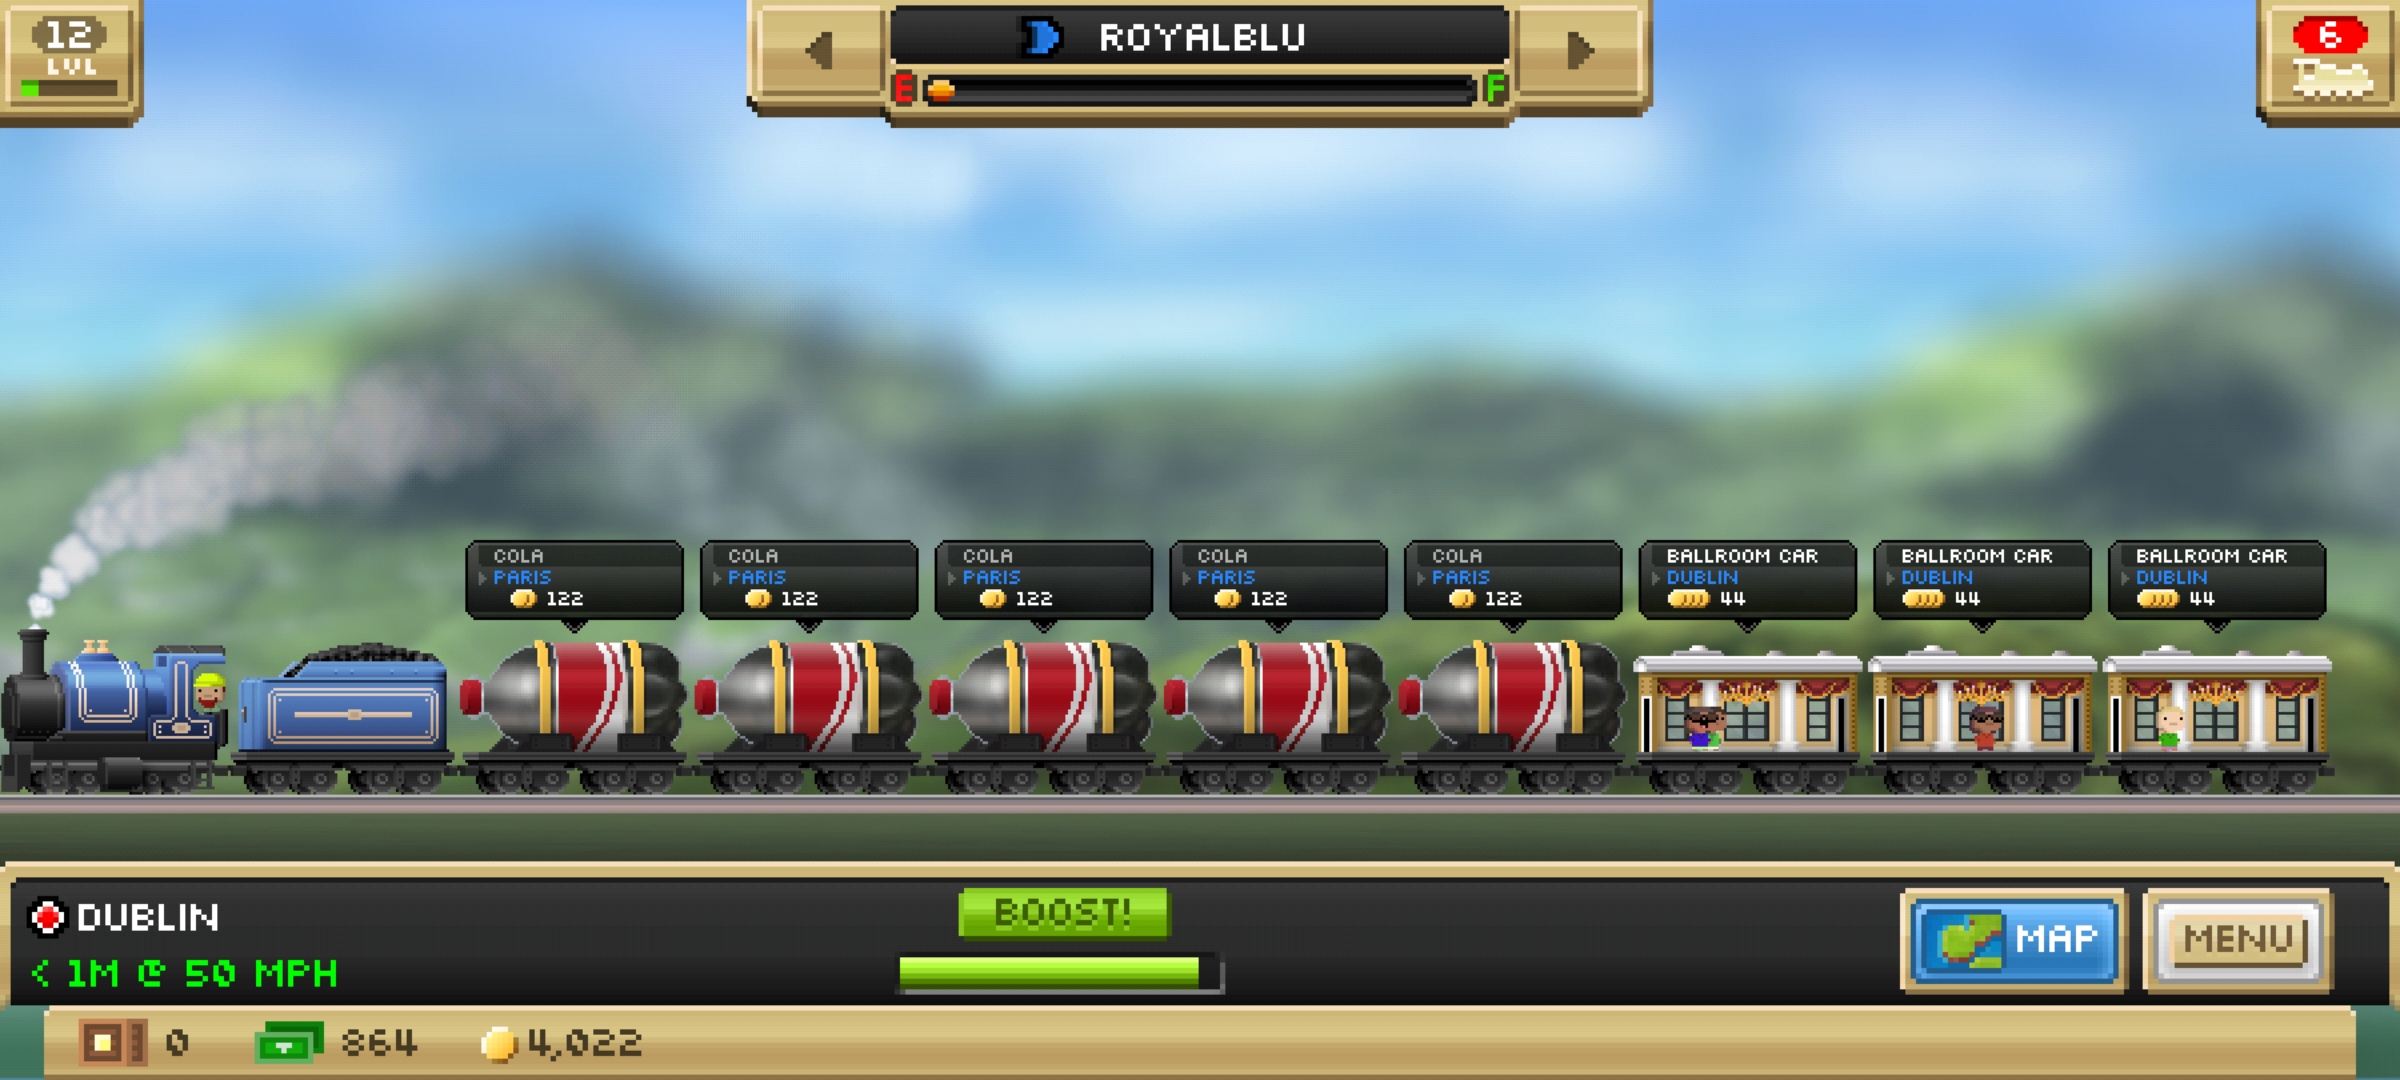 12
LVL
ROYALBLU
E F
6
COLA
PARIS
122
COLA
PARIS
122
COLA
PARIS
122
COLA
PARIS
122
COLA
PARIS
122
BALLROOM CAR
DUBLIN
44
BALLROOM CAR
DUBLIN
44
BALLROOM CAR
DUBLIN
44
DUBLIN
< 1M @ 50 MPH
BOOST!
MAP
MENU
0
864
4,022